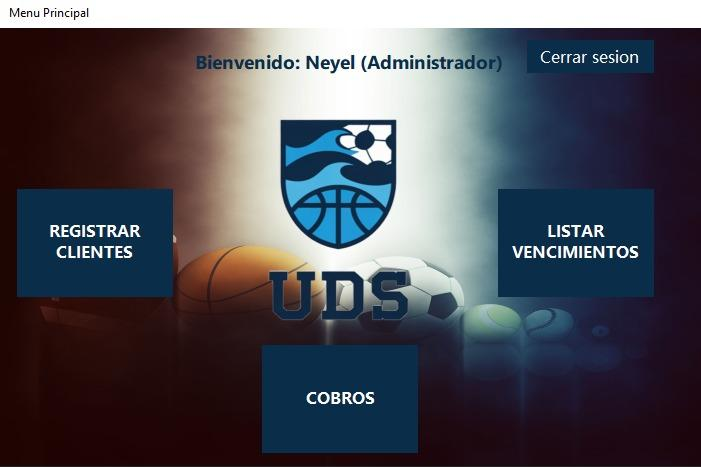 Menu Principal
Bienvenido: Neyel (Administrador)
Cerrar sesion
REGISTRAR
CLIENTES
LISTAR
VENCIMIENTOS
UDS
COBROS